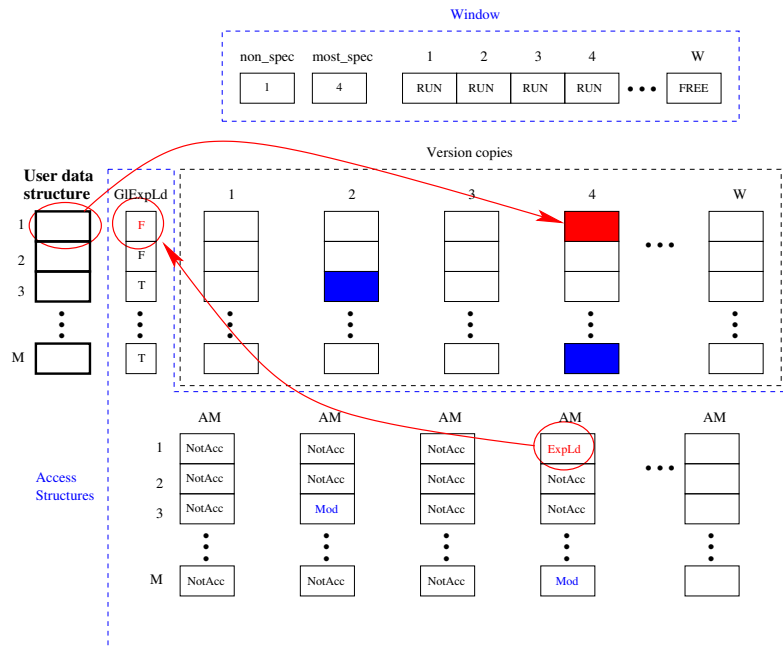 Window
non_spec most_spec 1 2 3 4 W
1 4 RUN RUN RUN RUN FREE
Version copies
User data
structure
GlExpLd 1 2 3 4 W
1 F
2 F
3 T
M T
AM AM AM AM AM
1 NotAcc NotAcc NotAcc ExpLd
2 NotAcc NotAcc NotAcc NotAcc
3 NotAcc Mod NotAcc NotAcc
Access
Structures
M NotAcc NotAcc NotAcc Mod